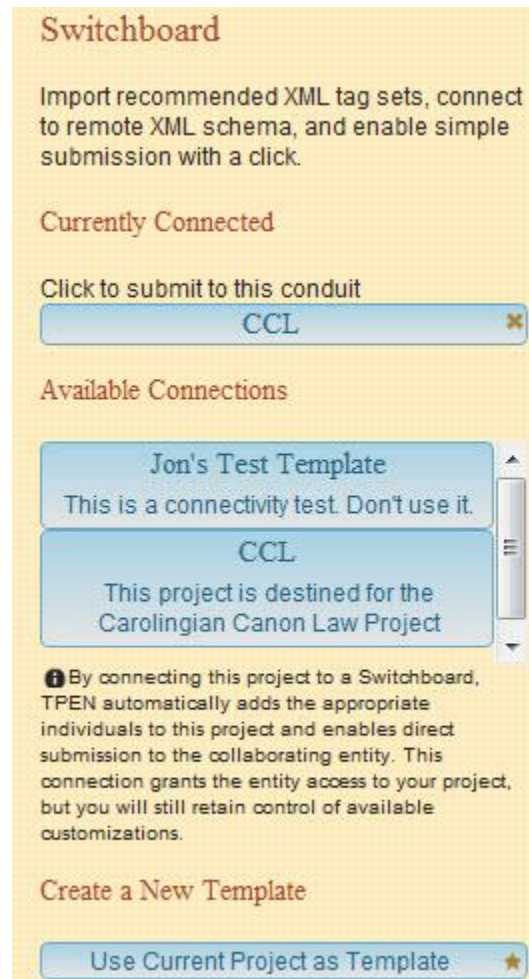 Switchboard
Import recommended XML tag sets, connect
to remote XML schema, and enable simple
submission with a click.
Currently Connected
Click to submit to this conduit
CCL
Available Connections
Jon's Test Template
This is a connectivity test. Don't use it.
CCL
This project is destined for the
Carolingian Canon Law Project
By connecting this project to a Switchboard,
TPEN automatically adds the appropriate
individuals to this project and enables direct
submission to the collaborating entity. This
connection grants the entity access to your project,
but you will still retain control of available
customizations.
Create a New Template
Use Current Project as Template